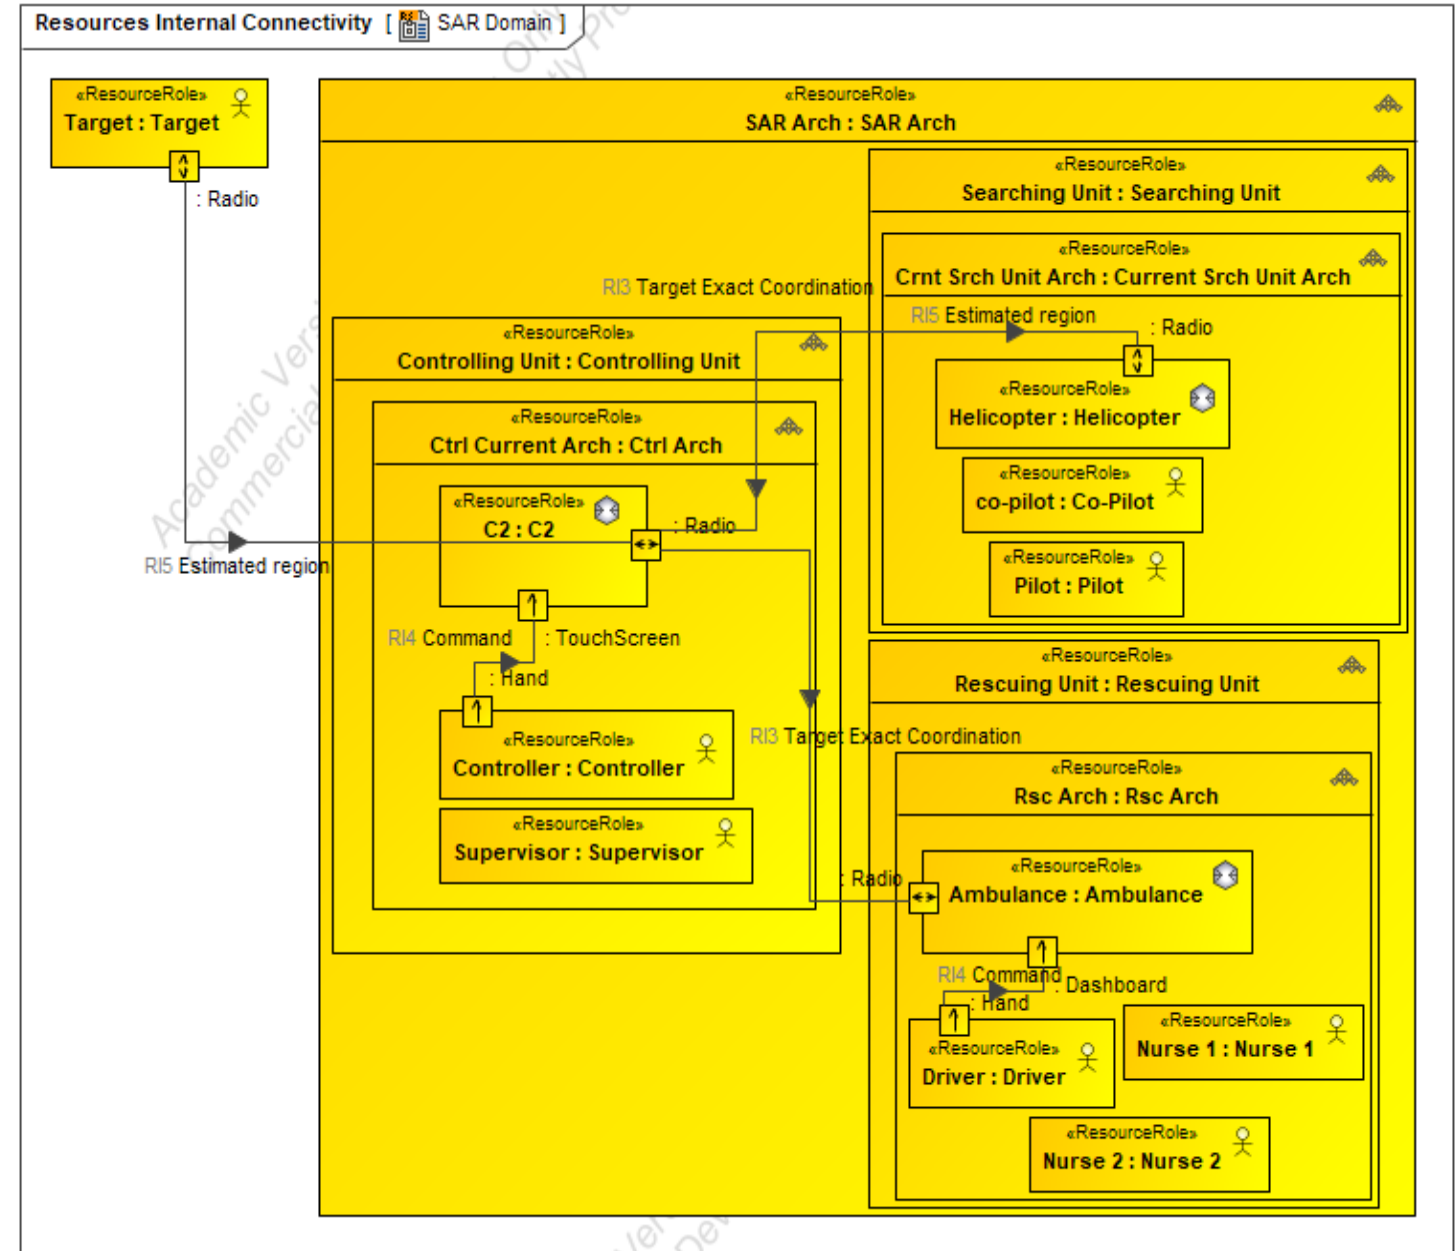 Resources Internal Connectivity [ SAR Domain ]
«ResourceRole»
Target : Target
: Radio
«ResourceRole»
SAR Arch : SAR Arch
«ResourceRole»
Searching Unit : Searching Unit
«ResourceRole»
Crnt Srch Unit Arch : Current Srch Unit Arch
RI3 Target Exact Coordination
RI5 Estimated region
: Radio
«ResourceRole»
Helicopter : Helicopter
«ResourceRole»
co-pilot : Co-Pilot
«ResourceRole»
Pilot : Pilot
«ResourceRole»
Controlling Unit : Controlling Unit
«ResourceRole»
Ctrl Current Arch : Ctrl Arch
«ResourceRole»
C2 : C2
: Radio
RI5 Estimated region
RI4 Command
: TouchScreen
: Hand
«ResourceRole»
Controller : Controller
«ResourceRole»
Supervisor : Supervisor
«ResourceRole»
Rescuing Unit : Rescuing Unit
RI3 Target Exact Coordination
«ResourceRole»
Rsc Arch : Rsc Arch
: Radio
«ResourceRole»
Ambulance : Ambulance
RI4 Command
: Dashboard
: Hand
«ResourceRole»
Driver : Driver
«ResourceRole»
Nurse 1 : Nurse 1
«ResourceRole»
Nurse 2 : Nurse 2